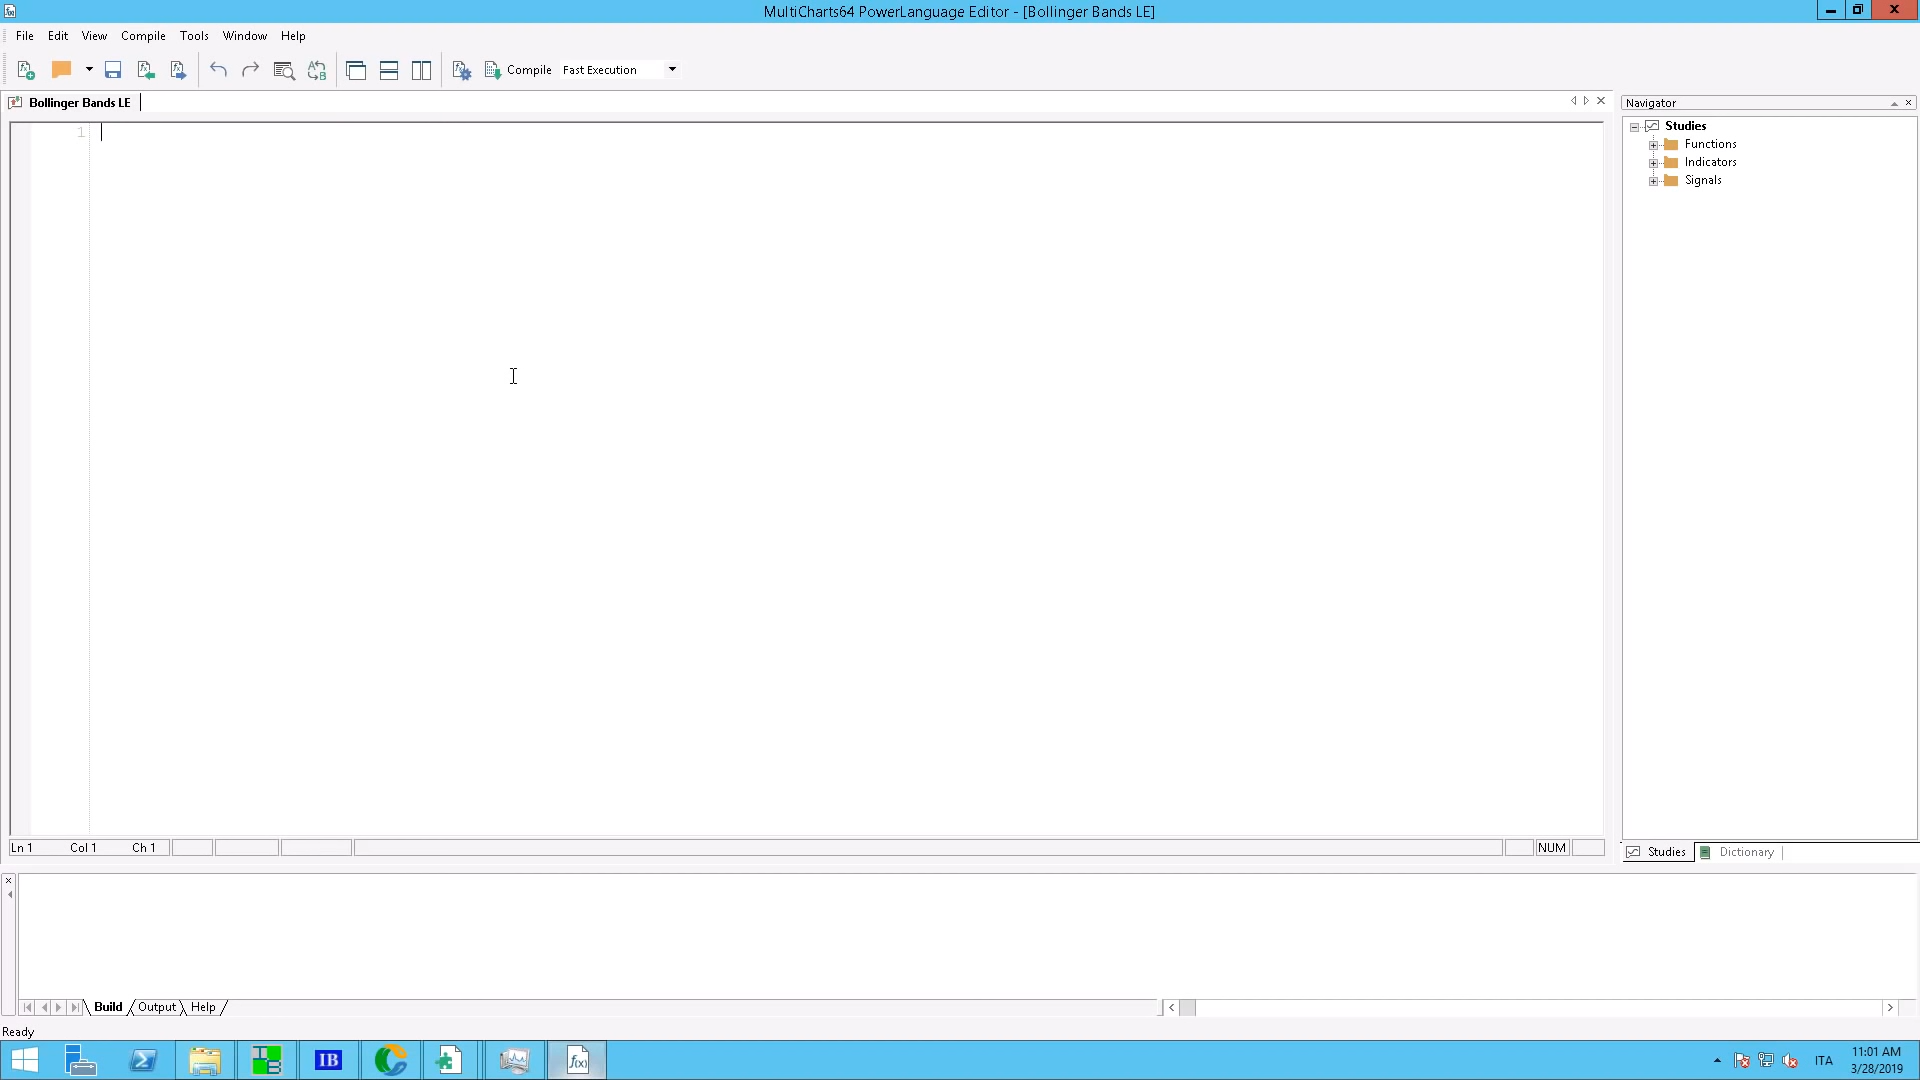 MultiCharts64 PowerLanguage Editor - [Bollinger Bands LE]
File Edit View Compile Tools Window Help
Compile Fast Execution
Bollinger Bands LE
Navigator
1
Studies
Functions
Indicators
Signals
Ln 1 Col 1 Ch 1
NUM
Studies Dictionary
Build Output Help
Ready
IB
f(x)
ITA
11:01 AM
3/28/2019